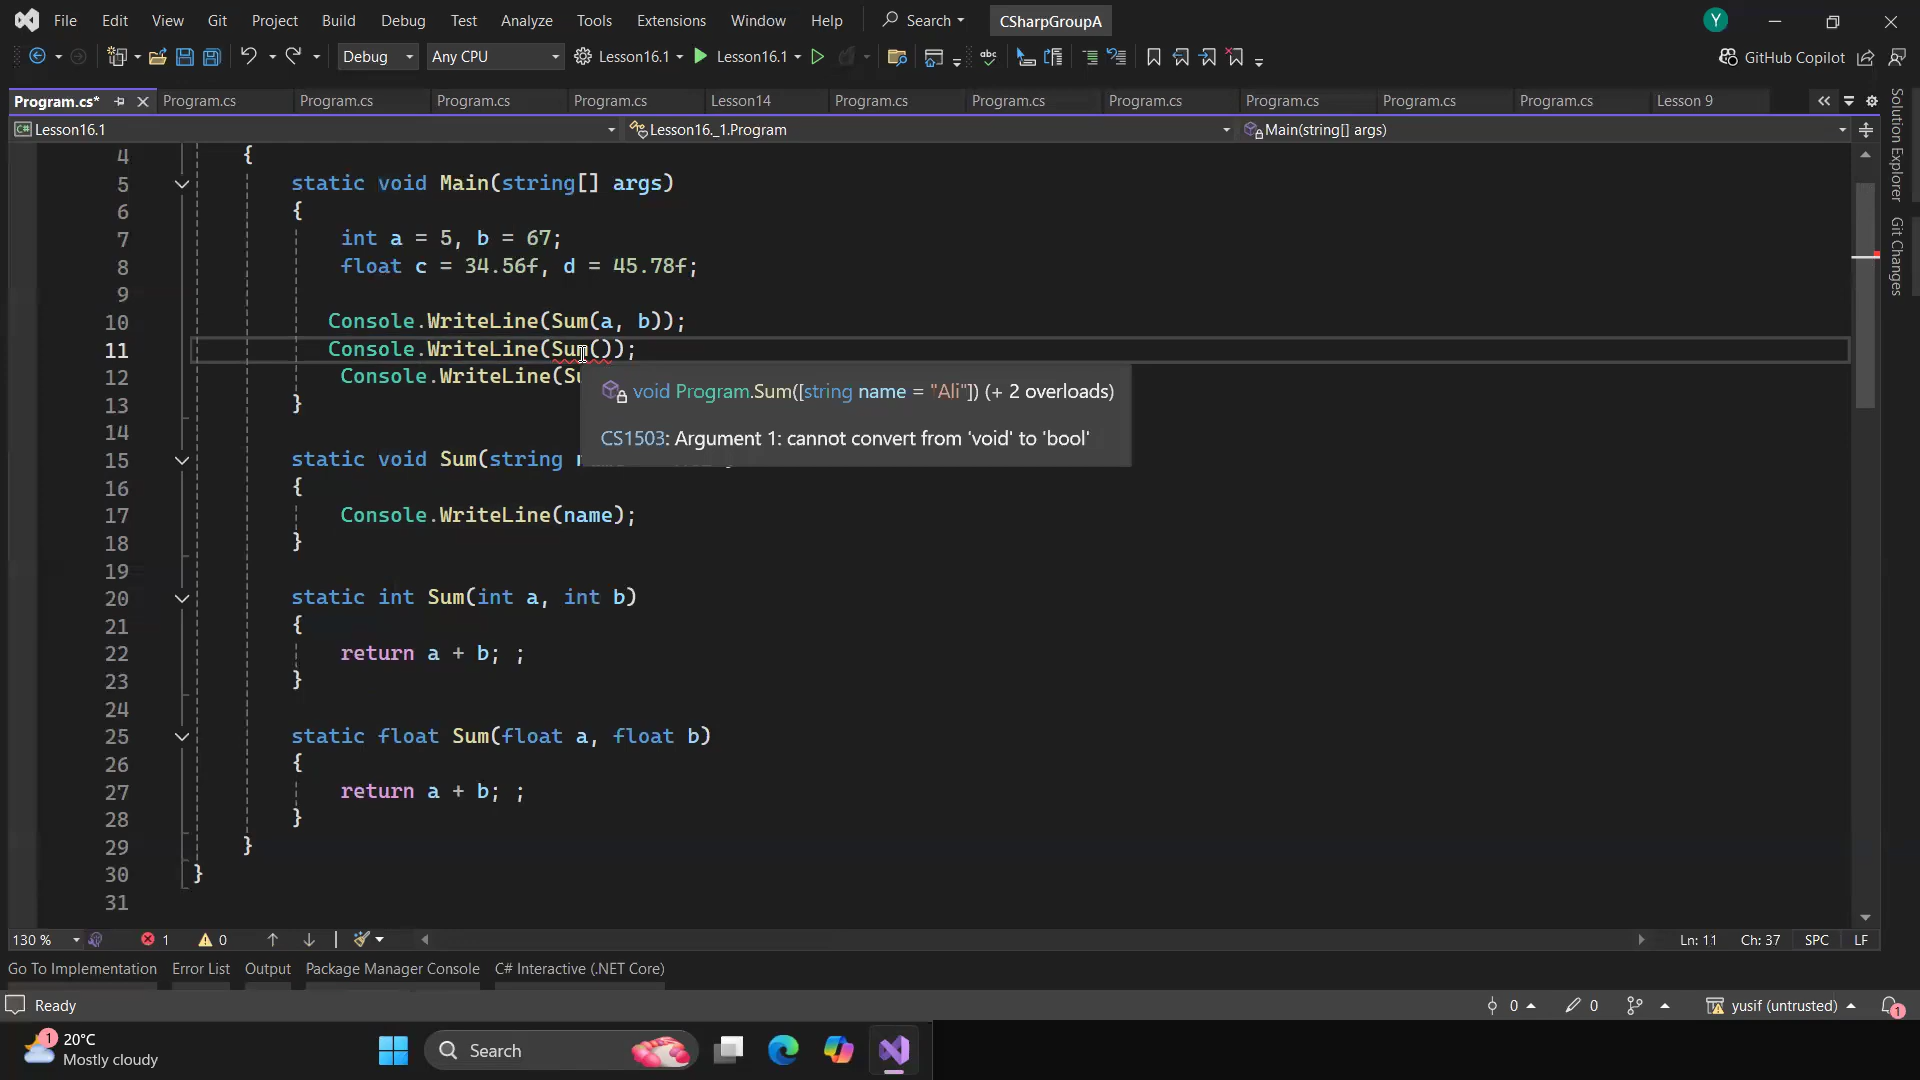 File Edit View Git Project Build Debug Test Analyze Tools Extensions Window Help Search CSharpGroupA Y
Debug Any CPU Lesson16.1 Lesson16.1 abc GitHub Copilot
Program.cs* Program.cs Program.cs Program.cs Program.cs Lesson14 Program.cs Program.cs Program.cs Program.cs Program.cs Program.cs Lesson 9
C# Lesson16.1 Lesson16._1.Program Main(string[] args)
Solution Explorer
Git Changes
4 {
5 static void Main(string[] args)
6 {
7 int a = 5, b = 67;
8 float c = 34.56f, d = 45.78f;
9
10 Console.WriteLine(Sum(a, b));
11 Console.WriteLine(Sum());
12 Console.WriteLine(Su
void Program.Sum([string name = "Ali"]) (+ 2 overloads)
CS1503: Argument 1: cannot convert from 'void' to 'bool'
13 }
14
15 static void Sum(string
16 {
17 Console.WriteLine(name);
18 }
19
20 static int Sum(int a, int b)
21 {
22 return a + b; ;
23 }
24
25 static float Sum(float a, float b)
26 {
27 return a + b; ;
28 }
29 }
30 }
31
130 % 1 0 Ln: 11 Ch: 37 SPC LF
Go To Implementation Error List Output Package Manager Console C# Interactive (.NET Core)
Ready 0 0 yusif (untrusted) 1
1 20°C
Mostly cloudy
Search